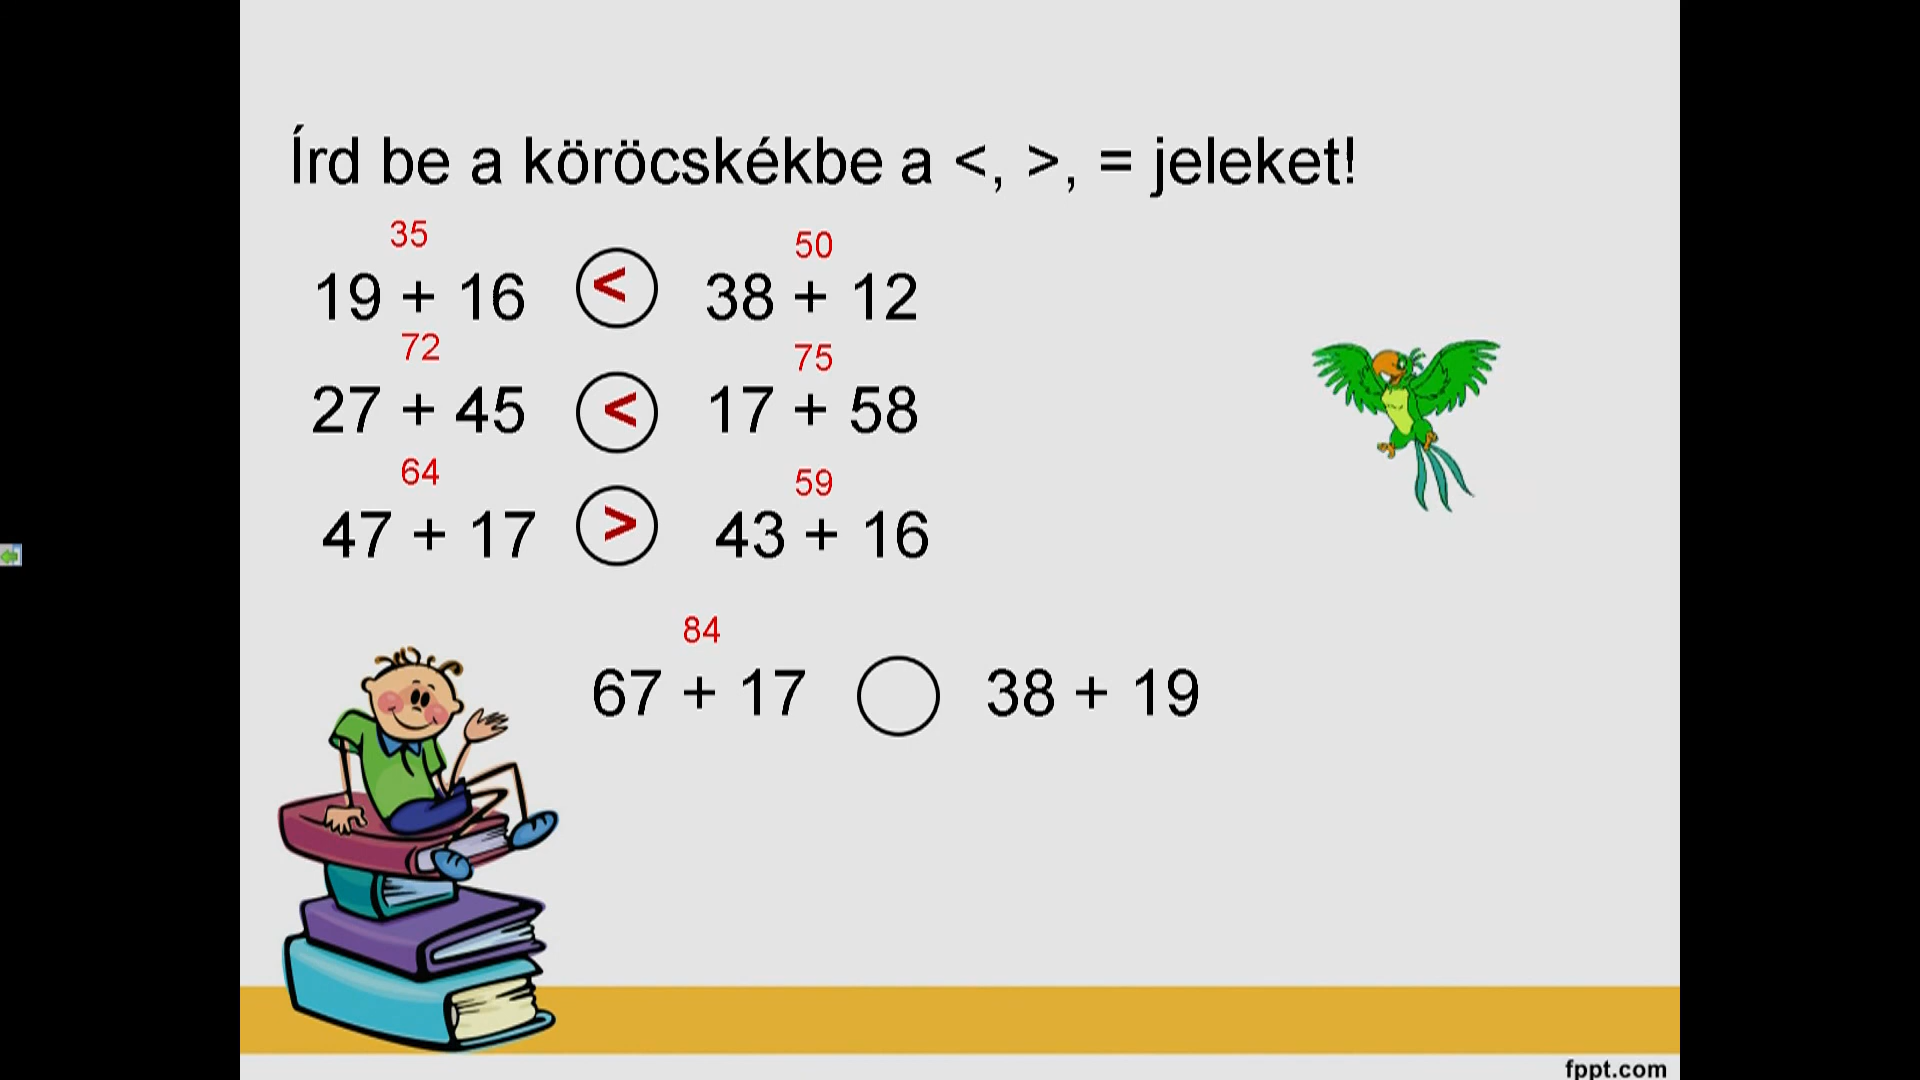 Írd be a köröcskékbe a <, >, = jeleket!
35 50
19 + 16 < 38 + 12
72 75
27 + 45 < 17 + 58
64 59
47 + 17 > 43 + 16
84
67 + 17 38 + 19
fppt.com